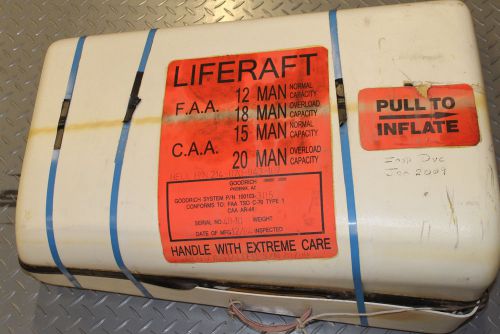 LIFERAFT
F.A.A. 12 MAN NORMAL CAPACITY
18 MAN OVERLOAD CAPACITY
C.A.A. 15 MAN NORMAL CAPACITY
20 MAN OVERLOAD CAPACITY
GOODRICH
PHOENIX, AZ
GOODRICH SYSTEM P/N 100103-
CONFORMS TO FAA TSO C-70 TYPE 1
CAA AR-44
SERIAL NO. WEIGHT
DATE OF MFG INSPECTED
HANDLE WITH EXTREME CARE
PULL TO
INFLATE
Insp Due
Jan 2009